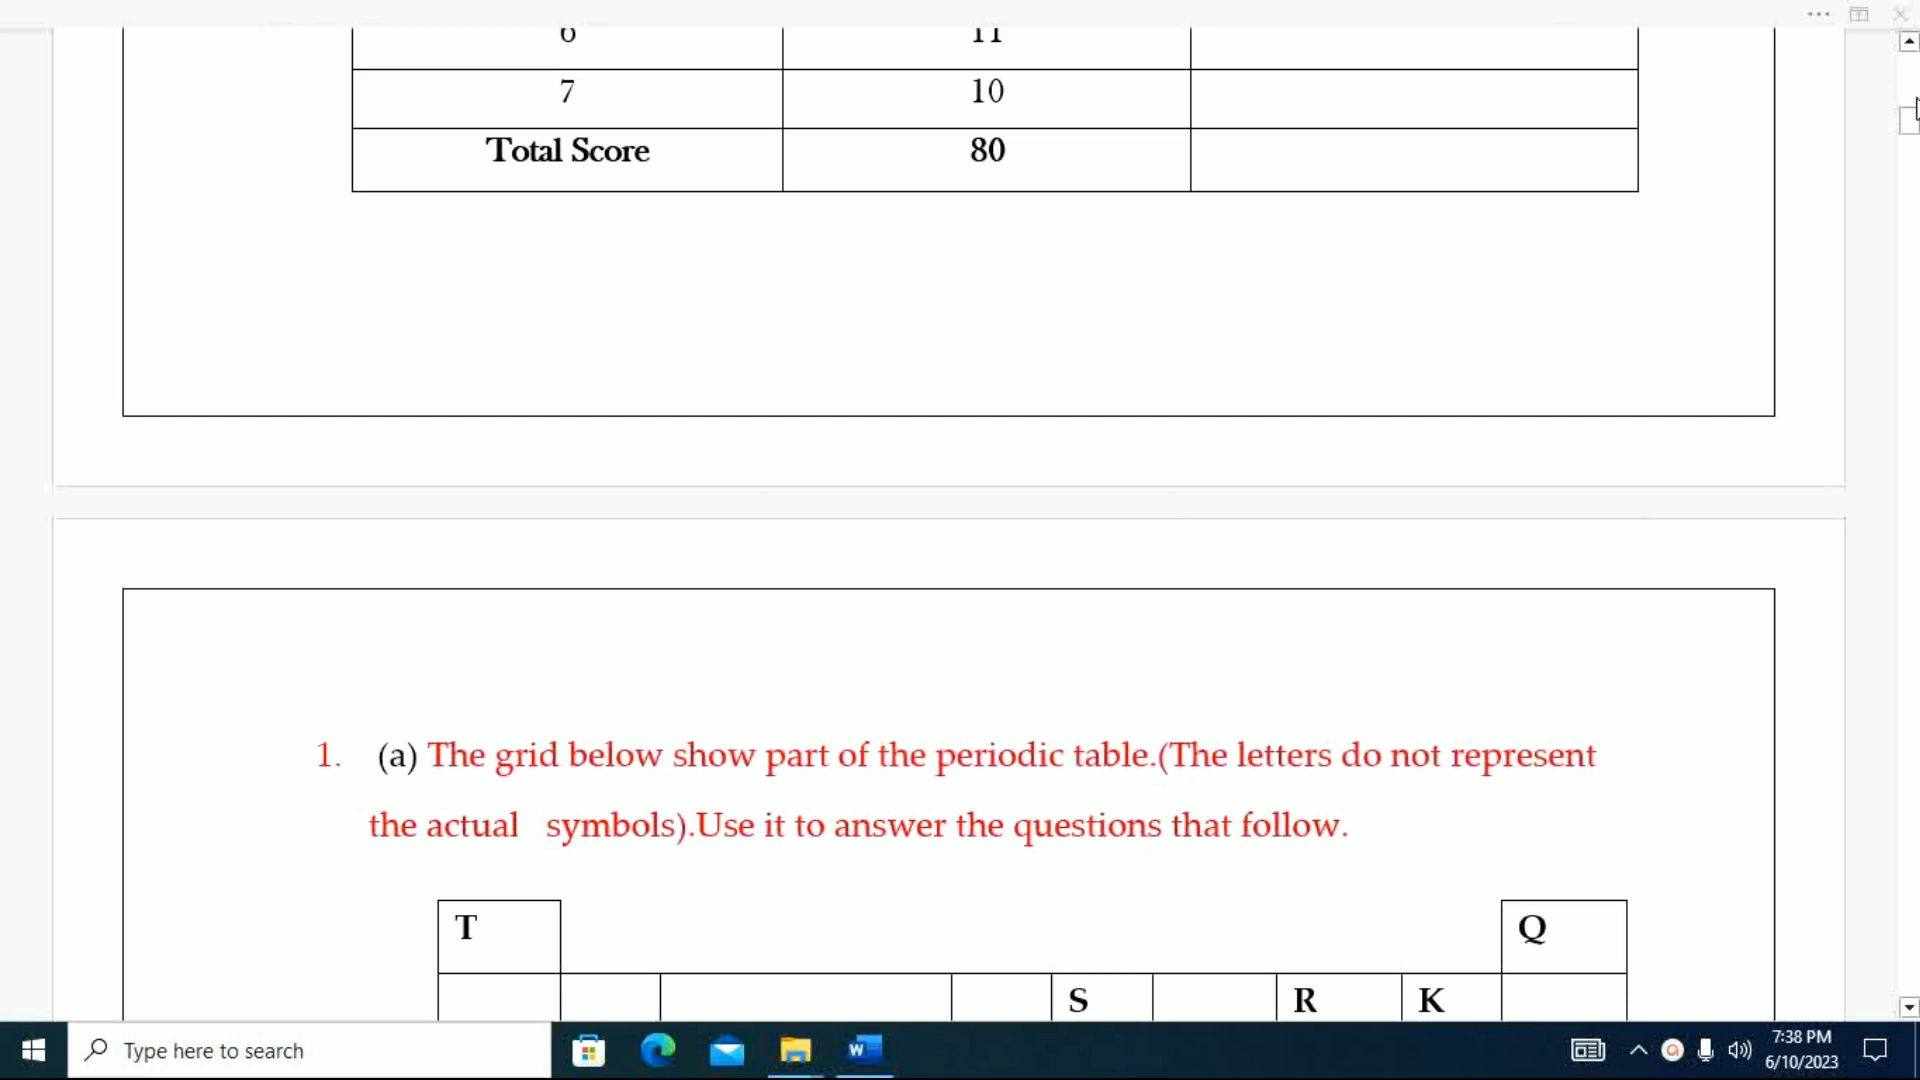 6 11
7 10
Total Score 80
1. (a) The grid below show part of the periodic table.(The letters do not represent
the actual symbols).Use it to answer the questions that follow.
T Q
S R K
Type here to search
7:38 PM
6/10/2023